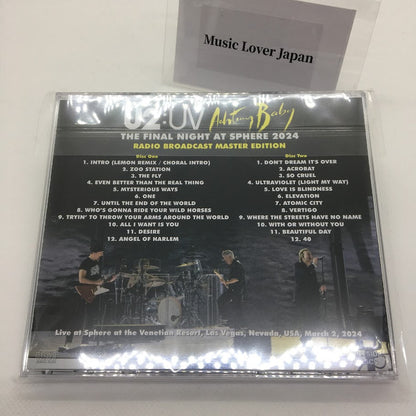 Music Lover Japan
U2:UV Achtung Baby
THE FINAL NIGHT AT SPHERE 2024
RADIO BROADCAST MASTER EDITION
Disc One
1. INTRO (LEMON REMIX / CHORAL INTRO)
2. ZOO STATION
3. THE FLY
4. EVEN BETTER THAN THE REAL THING
5. MYSTERIOUS WAYS
6. ONE
7. UNTIL THE END OF THE WORLD
8. WHO'S GONNA RIDE YOUR WILD HORSES
9. TRYIN' TO THROW YOUR ARMS AROUND THE WORLD
10. ALL I WANT IS YOU
11. DESIRE
12. ANGEL OF HARLEM
Disc Two
1. DON'T DREAM IT'S OVER
2. ACROBAT
3. SO CRUEL
4. ULTRAVIOLET (LIGHT MY WAY)
5. LOVE IS BLINDNESS
6. ELEVATION
7. ATOMIC CITY
8. VERTIGO
9. WHERE THE STREETS HAVE NO NAME
10. WITH OR WITHOUT YOU
11. BEAUTIFUL DAY
12. 40
Live at Sphere at the Venetian Resort, Las Vegas, Nevada, USA, March 2, 2024